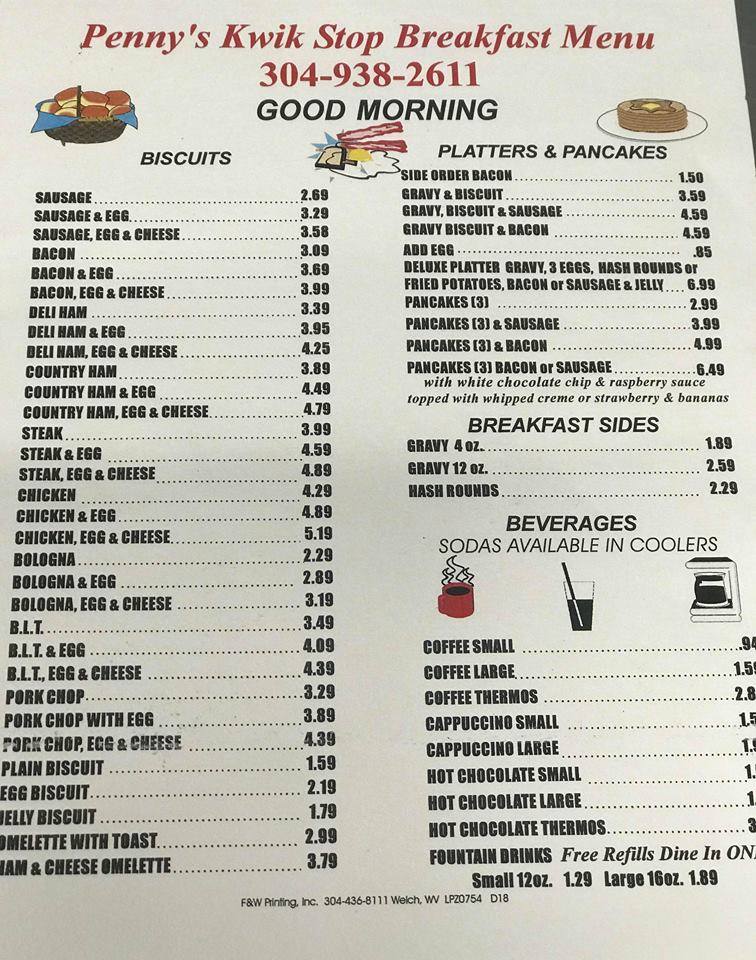 Penny's Kwik Stop Breakfast Menu
304-938-2611
GOOD MORNING
BISCUITS
SAUSAGE 2.69
SAUSAGE & EGG 3.29
SAUSAGE, EGG & CHEESE 3.58
BACON 3.09
BACON & EGG 3.69
BACON, EGG & CHEESE 3.99
DELI HAM 3.39
DELI HAM & EGG 3.95
DELI HAM, EGG & CHEESE 4.25
COUNTRY HAM 3.89
COUNTRY HAM & EGG 4.49
COUNTRY HAM, EGG & CHEESE 4.79
STEAK 3.99
STEAK & EGG 4.59
STEAK, EGG & CHEESE 4.89
CHICKEN 4.29
CHICKEN & EGG 4.89
CHICKEN, EGG & CHEESE 5.19
BOLOGNA 2.29
BOLOGNA & EGG 2.89
BOLOGNA, EGG & CHEESE 3.19
B.L.T. 3.49
B.L.T. & EGG 4.09
B.L.T., EGG & CHEESE 4.39
PORK CHOP 3.29
PORK CHOP WITH EGG 3.89
PORK CHOP, EGG & CHEESE 4.39
PLAIN BISCUIT 1.59
EGG BISCUIT 2.19
JELLY BISCUIT 1.79
OMELETTE WITH TOAST 2.99
HAM & CHEESE OMELETTE 3.79
PLATTERS & PANCAKES
SIDE ORDER BACON 1.50
GRAVY & BISCUIT 3.59
GRAVY, BISCUIT & SAUSAGE 4.59
GRAVY BISCUIT & BACON 4.59
ADD EGG .85
DELUXE PLATTER GRAVY, 3 EGGS, HASH ROUNDS or
FRIED POTATOES, BACON or SAUSAGE & JELLY 6.99
PANCAKES (3) 2.99
PANCAKES (3) & SAUSAGE 3.99
PANCAKES (3) & BACON 4.99
PANCAKES (3) BACON or SAUSAGE 6.49
with white chocolate chip & raspberry sauce
topped with whipped creme or strawberry & bananas
BREAKFAST SIDES
GRAVY 4 oz. 1.89
GRAVY 12 oz. 2.59
HASH ROUNDS 2.29
BEVERAGES
SODAS AVAILABLE IN COOLERS
COFFEE SMALL .94
COFFEE LARGE 1.5
COFFEE THERMOS 2.8
CAPPUCCINO SMALL 1.5
CAPPUCCINO LARGE 1.
HOT CHOCOLATE SMALL 1.
HOT CHOCOLATE LARGE 1.
HOT CHOCOLATE THERMOS 3
FOUNTAIN DRINKS Free Refills Dine In ON
Small 12oz. 1.29 Large 16oz. 1.89
F&W Printing, Inc. 304-436-8111 Welch, WV LPZ0754 D18